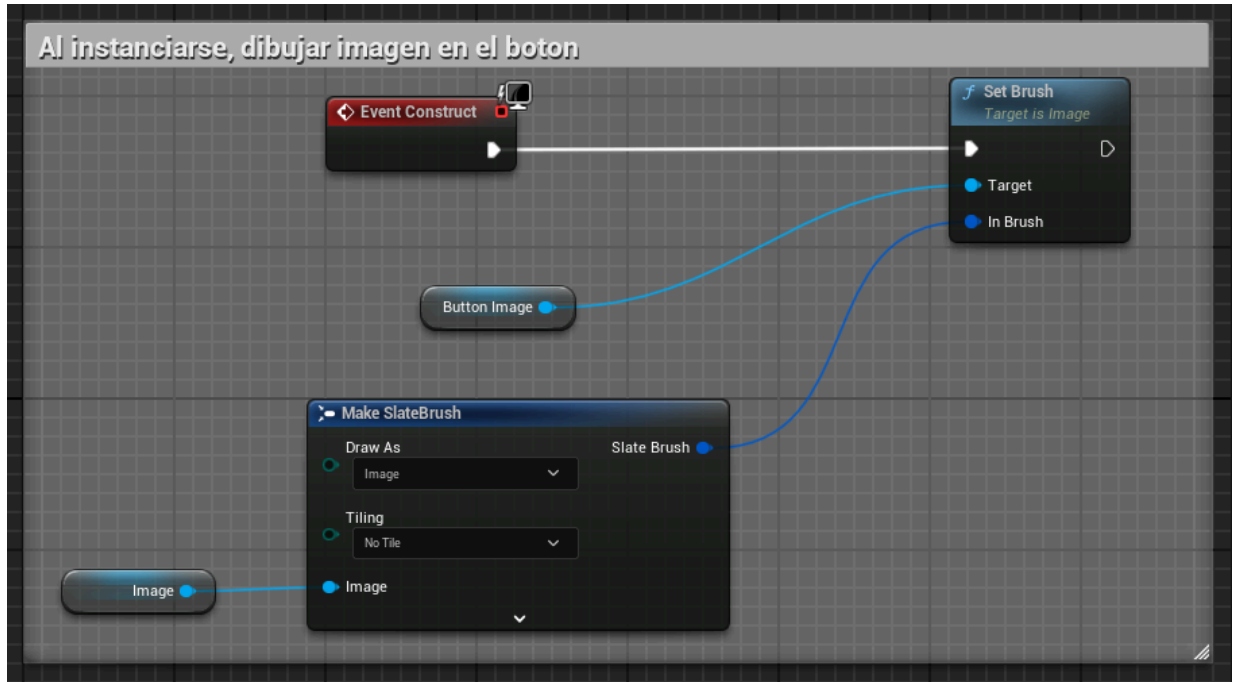 Al instanciarse, dibujar imagen en el boton
Event Construct
Set Brush
Target is Image
Target
In Brush
Button Image
Make SlateBrush
Draw As
Slate Brush
Image
Tiling
No Tile
Image
Image